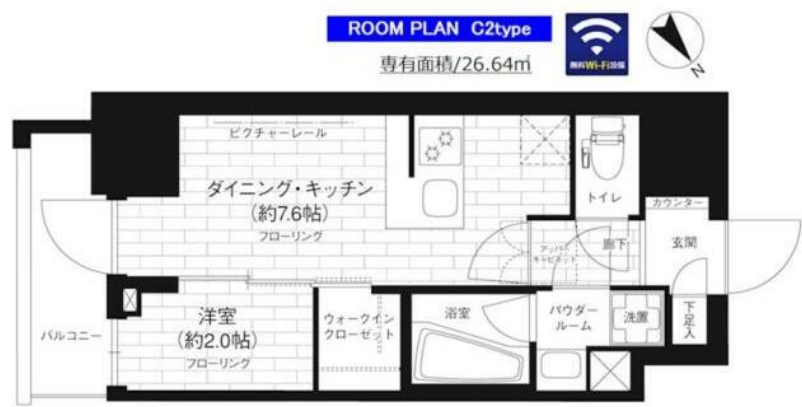 ROOM PLAN C2type
専有面積/26.64㎡
無料Wi-Fi設備
N
ピクチャーレール
ダイニング・キッチン
(約7.6帖)
フローリング
トイレ
カウンター
アッパー
キャビネット
廊下
玄関
バルコニー
洋室
(約2.0帖)
フローリング
ウォークイン
クローゼット
浴室
パウダー
ルーム
洗置
下足入